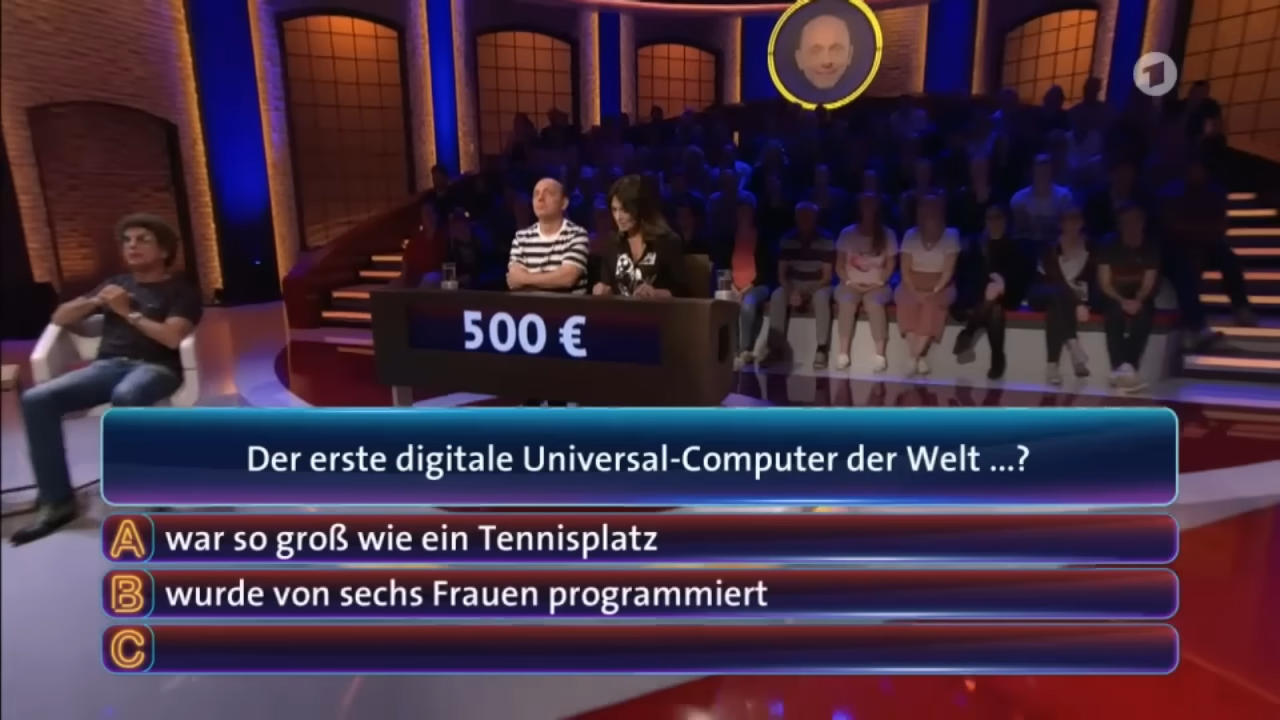 1
500 €
Der erste digitale Universal-Computer der Welt ...?
A war so groß wie ein Tennisplatz
B wurde von sechs Frauen programmiert
C